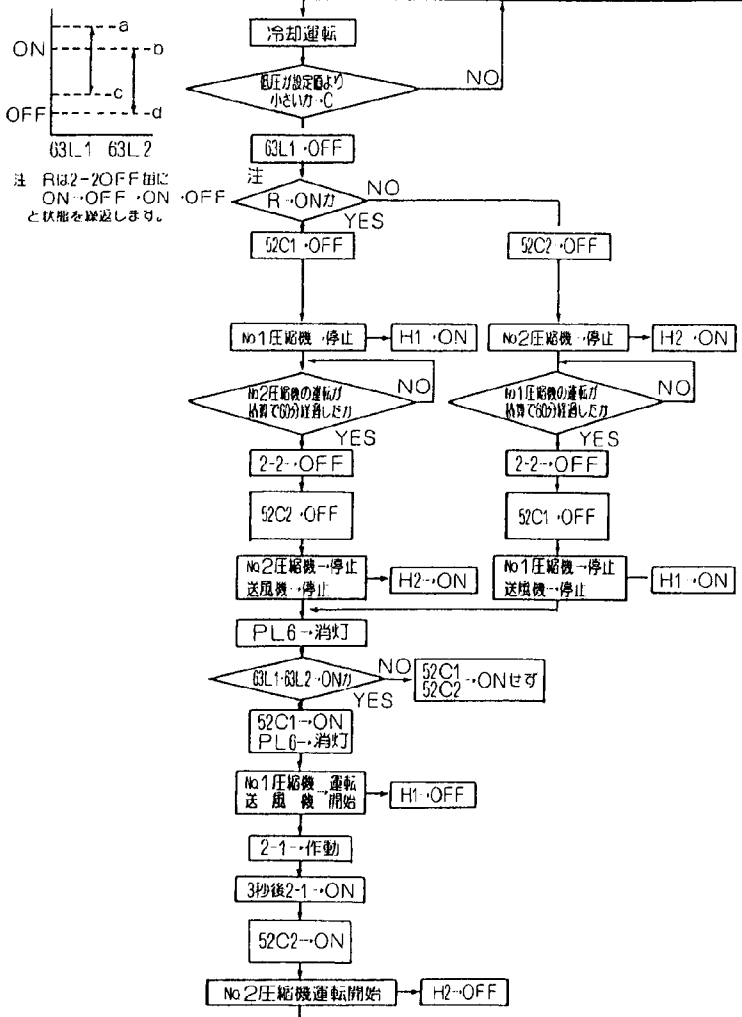 a
ON
b
c
OFF
d
63L1 63L2
注 Rは2-2OFF毎に
ON→OFF→ON→OFF
と状態を繰返します。
冷却運転
低圧が設定値より
小さいか→C
NO
63L1→OFF
注
R→ONか
NO
YES
52C1→OFF
52C2→OFF
No1圧縮機→停止
H1→ON
No2圧縮機→停止
H2→ON
No2圧縮機の運転が
積算で60分経過したか
NO
YES
No1圧縮機の運転が
積算で60分経過したか
NO
YES
2-2→OFF
2-2→OFF
52C2→OFF
52C1→OFF
No2圧縮機→停止
送風機→停止
H2→ON
No1圧縮機→停止
送風機→停止
H1→ON
PL6→消灯
63L1・63L2→ONか
NO
YES
52C1
52C2
→ONせず
52C1→ON
PL6→消灯
No1圧縮機→運転
送風機 開始
H1→OFF
2-1→作動
3秒後2-1→ON
52C2→ON
No2圧縮機運転開始
H2→OFF